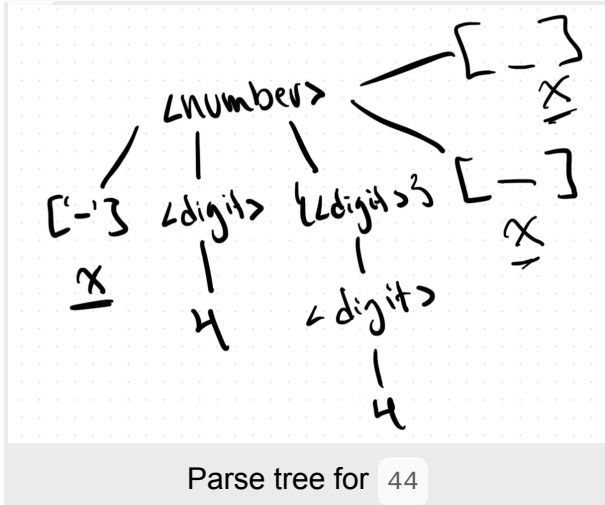 [ _ ]
x
<number>
['-'] <digit> {<digit>} [ _ ]
x x
4 <digit>
4
Parse tree for 44